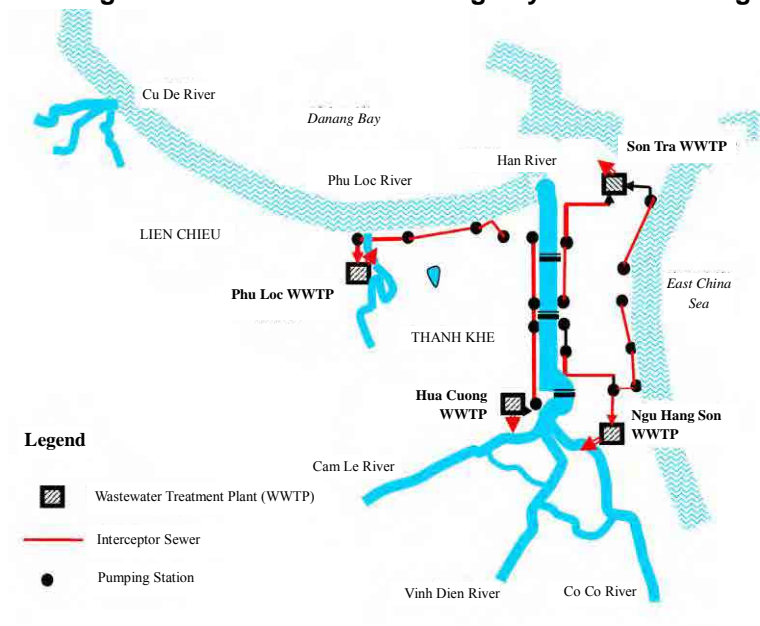 Cu De River
Danang Bay
Son Tra WWTP
Han River
Phu Loc River
LIEN CHIEU
East China
Sea
Phu Loc WWTP
THANH KHE
Hua Cuong
WWTP
Ngu Hang Son
WWTP
Legend
Cam Le River
Wastewater Treatment Plant (WWTP)
Interceptor Sewer
Pumping Station
Vinh Dien River
Co Co River